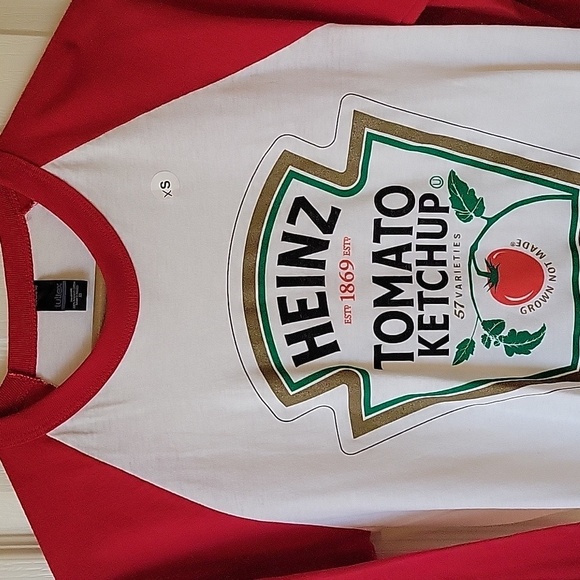 XS
HEINZ
ESTD 1869 ESTD
TOMATO
KETCHUP
57 VARIETIES
GROWN NOT MADE®